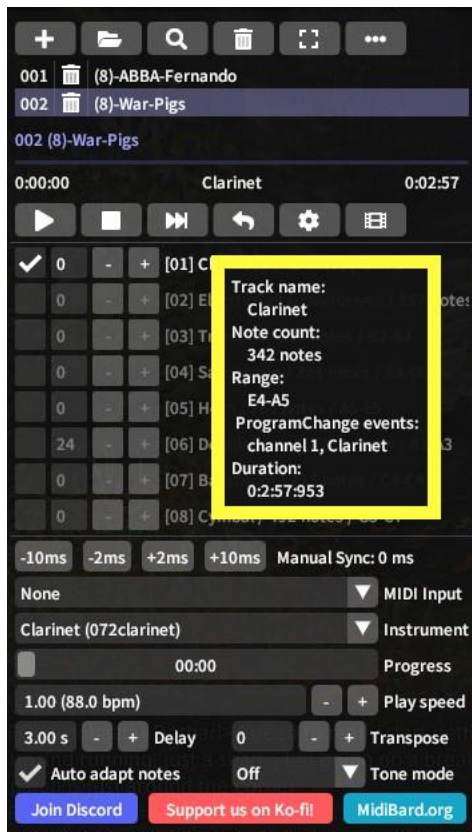 001 (8)-ABBA-Fernando
002 (8)-War-Pigs
002 (8)-War-Pigs
0:00:00 Clarinet 0:02:57
0 - + [01] C
0 - + [02] E
0 - + [03] T
0 - + [04] S
0 - + [05] H
24 - + [06] D
0 - + [07] B
0 - + [08]
Track name:
Clarinet
Note count:
342 notes
Range:
E4-A5
ProgramChange events:
channel 1, Clarinet
Duration:
0:2:57:953
-10ms -2ms +2ms +10ms Manual Sync: 0 ms
None MIDI Input
Clarinet (072clarinet) Instrument
00:00 Progress
1.00 (88.0 bpm) - + Play speed
3.00 s - + Delay 0 - + Transpose
Auto adapt notes Off Tone mode
Join Discord Support us on Ko-fi! MidiBard.org